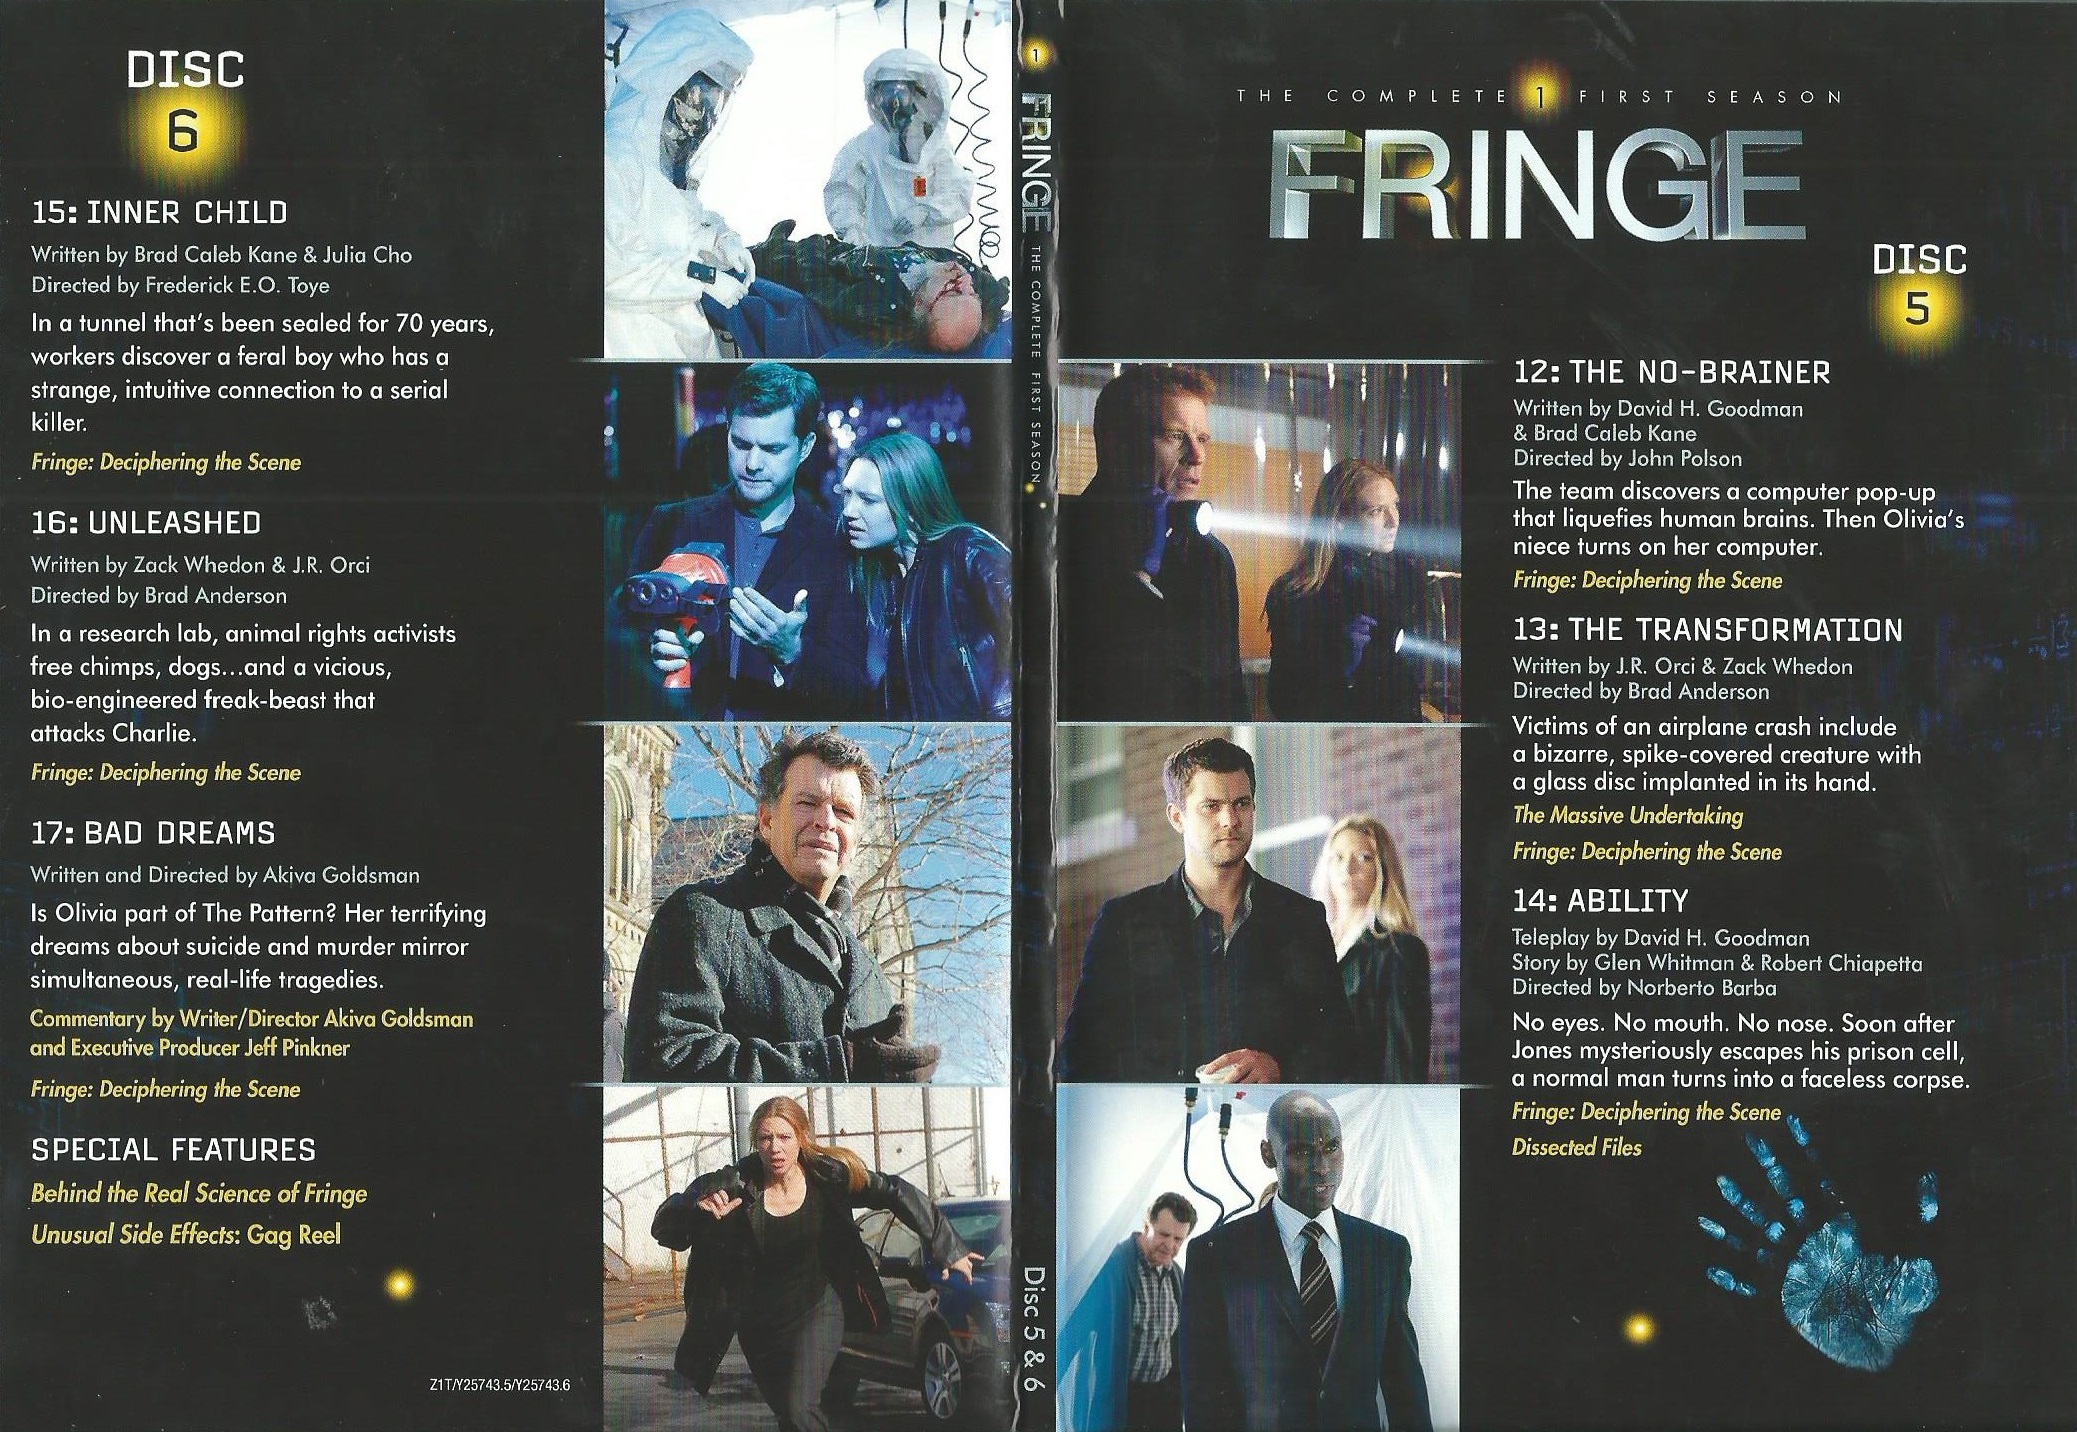 DISC
6
15: INNER CHILD
Written by Brad Caleb Kane & Julia Cho
Directed by Frederick E.O. Toye
In a tunnel that's been sealed for 70 years,
workers discover a feral boy who has a
strange, intuitive connection to a serial
killer.
Fringe: Deciphering the Scene
16: UNLEASHED
Written by Zack Whedon & J.R. Orci
Directed by Brad Anderson
In a research lab, animal rights activists
free chimps, dogs...and a vicious,
bio-engineered freak-beast that
attacks Charlie.
Fringe: Deciphering the Scene
17: BAD DREAMS
Written and Directed by Akiva Goldsman
Is Olivia part of The Pattern? Her terrifying
dreams about suicide and murder mirror
simultaneous, real-life tragedies.
Commentary by Writer/Director Akiva Goldsman
and Executive Producer Jeff Pinkner
Fringe: Deciphering the Scene
SPECIAL FEATURES
Behind the Real Science of Fringe
Unusual Side Effects: Gag Reel
Z1T/Y25743.5/Y25743.6
1
FRINGE THE COMPLETE FIRST SEASON
Disc 5 & 6
THE COMPLETE 1 FIRST SEASON
FRINGE
DISC
5
12: THE NO-BRAINER
Written by David H. Goodman
& Brad Caleb Kane
Directed by John Polson
The team discovers a computer pop-up
that liquefies human brains. Then Olivia's
niece turns on her computer.
Fringe: Deciphering the Scene
13: THE TRANSFORMATION
Written by J.R. Orci & Zack Whedon
Directed by Brad Anderson
Victims of an airplane crash include
a bizarre, spike-covered creature with
a glass disc implanted in its hand.
The Massive Undertaking
Fringe: Deciphering the Scene
14: ABILITY
Teleplay by David H. Goodman
Story by Glen Whitman & Robert Chiapetta
Directed by Norberto Barba
No eyes. No mouth. No nose. Soon after
Jones mysteriously escapes his prison cell,
a normal man turns into a faceless corpse.
Fringe: Deciphering the Scene
Dissected Files